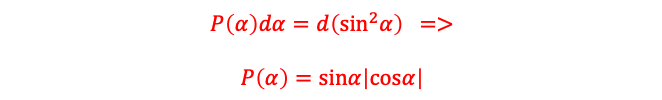 P(α)dα = d(sin²α) =>
P(α) = sinα|cosα|